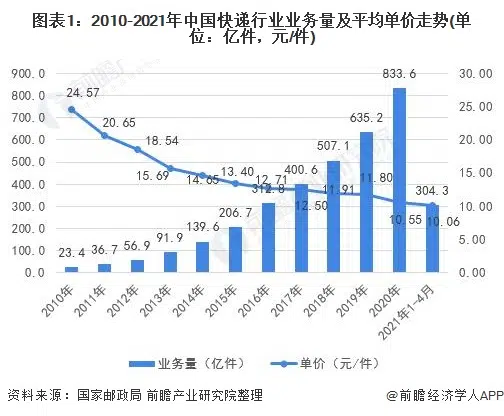 图表1：2010-2021年中国快递行业业务量及平均单价走势(单
位：亿件，元/件)
900.0 30.00
800.0 25.00
700.0 20.00
600.0 15.00
500.0 10.00
400.0 5.00
300.0 0.00
200.0
100.0
0.0
24.57 20.65 18.54 15.69 14.65 13.40 12.71 12.50 11.91 11.80 10.55 10.06
23.4 36.7 56.9 91.9 139.6 206.7 312.8 400.6 507.1 635.2 833.6 304.3
2010年 2011年 2012年 2013年 2014年 2015年 2016年 2017年 2018年 2019年 2020年 2021年1-4月
业务量（亿件） 单价（元/件）
资料来源：国家邮政局 前瞻产业研究院整理 @前瞻经济学人APP